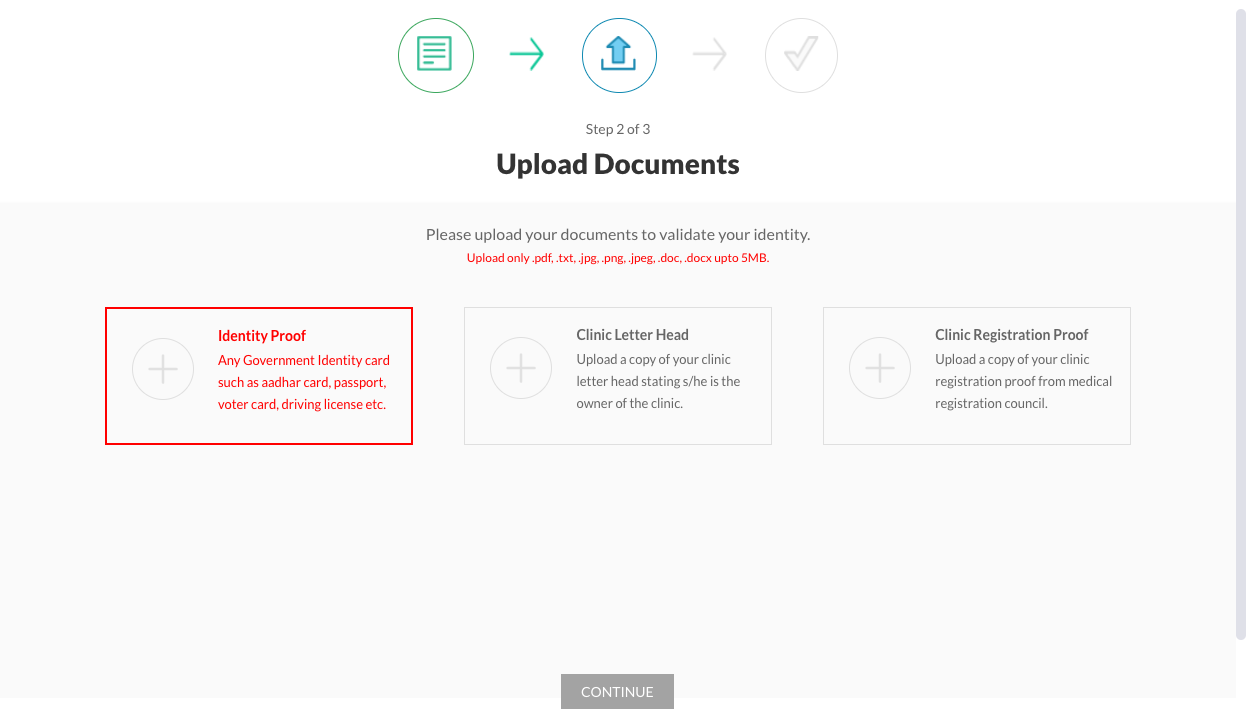 Step 2 of 3
Upload Documents
Please upload your documents to validate your identity.
Upload only .pdf, .txt, .jpg, .png, .jpeg, .doc, .docx upto 5MB.
Identity Proof
Any Government Identity card
such as aadhar card, passport,
voter card, driving license etc.
Clinic Letter Head
Upload a copy of your clinic
letter head stating s/he is the
owner of the clinic.
Clinic Registration Proof
Upload a copy of your clinic
registration proof from medical
registration council.
CONTINUE